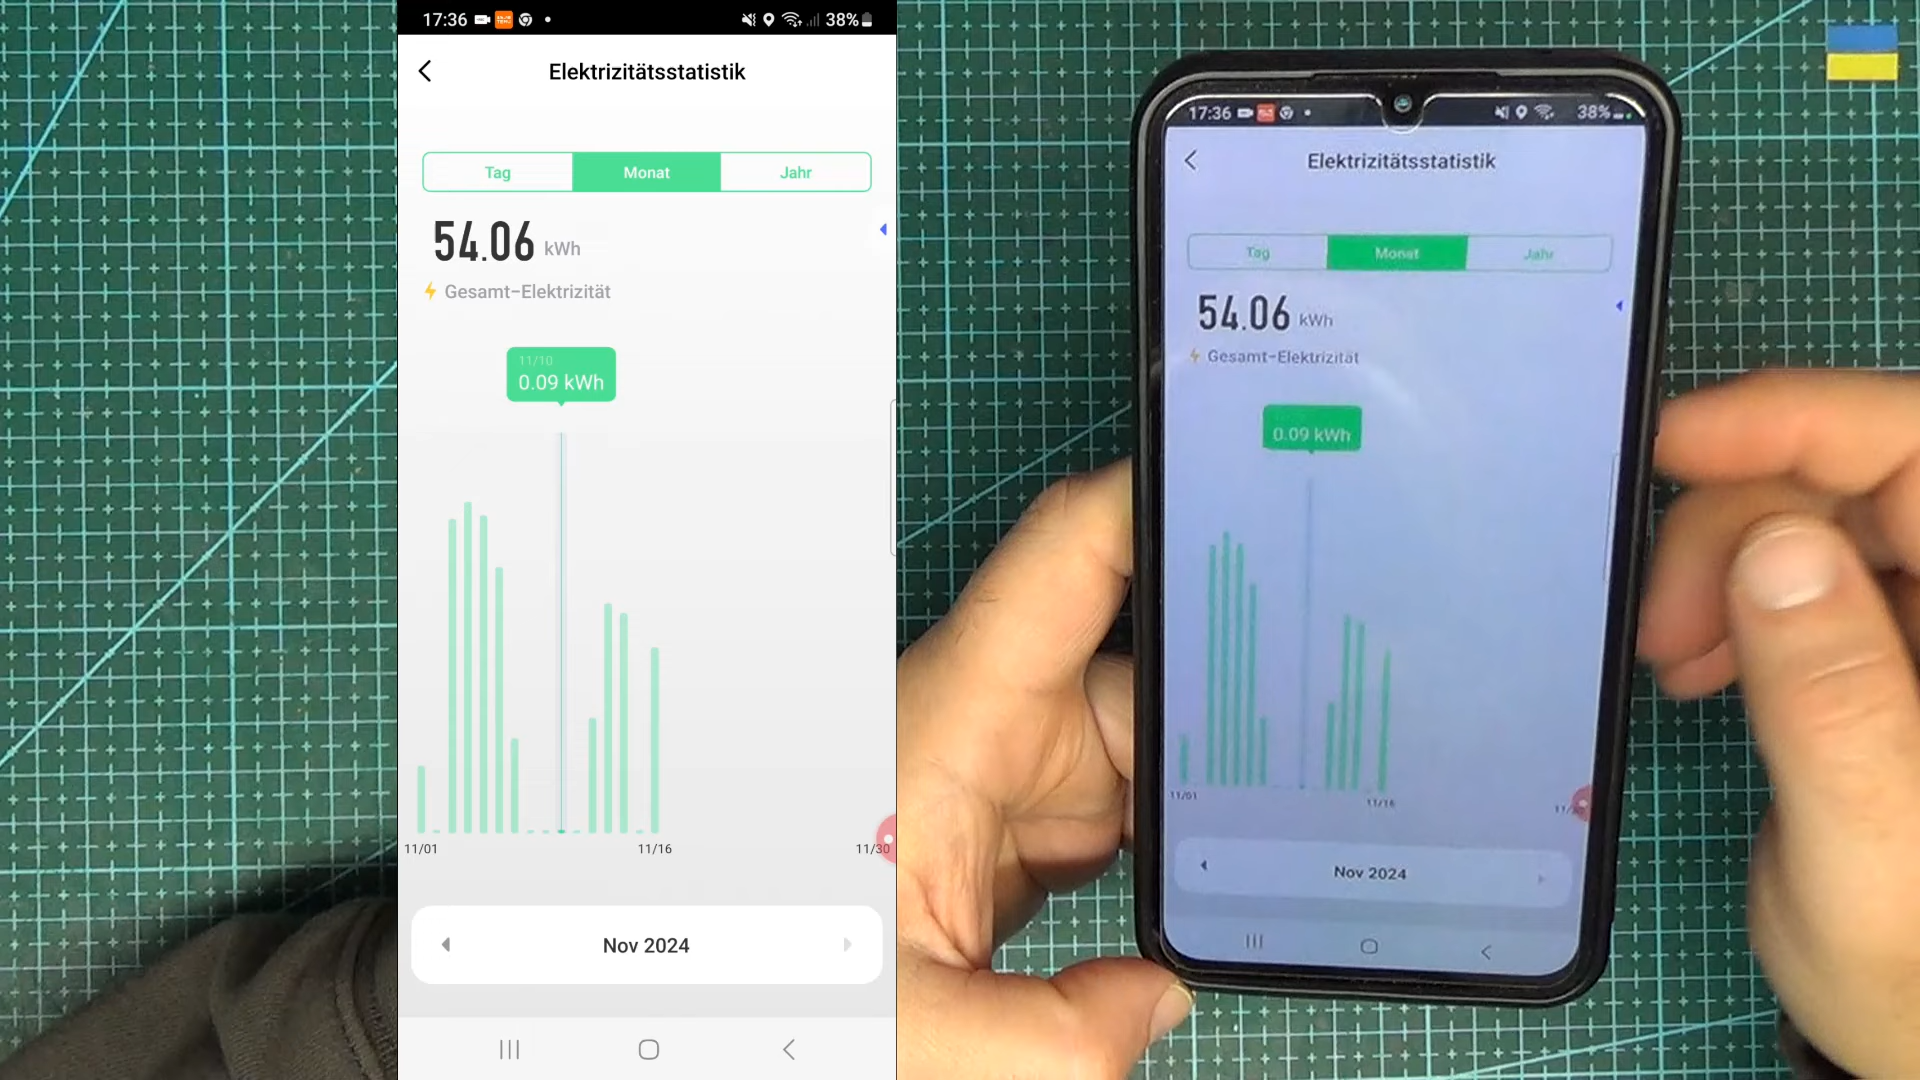 17:36
38%
Elektrizitätsstatistik
Tag
Monat
Jahr
54.06 kWh
Gesamt-Elektrizität
11/10
0.09 kWh
11/01
11/16
11/30
Nov 2024
17:36
38%
Elektrizitätsstatistik
Tag
Monat
Jahr
54.06 kWh
Gesamt-Elektrizität
0.09 kWh
11/01
11/16
Nov 2024